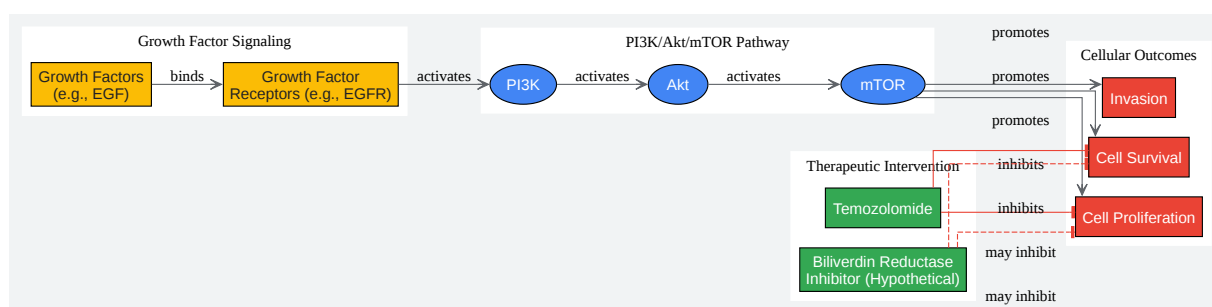 Growth Factor Signaling
Growth Factors
(e.g., EGF)
binds
Growth Factor
Receptors (e.g., EGFR)
activates
PI3K/Akt/mTOR Pathway
PI3K
activates
Akt
activates
mTOR
promotes
promotes
promotes
Cellular Outcomes
Invasion
Cell Survival
Cell Proliferation
Therapeutic Intervention
Temozolomide
Biliverdin Reductase
Inhibitor (Hypothetical)
inhibits
inhibits
may inhibit
may inhibit